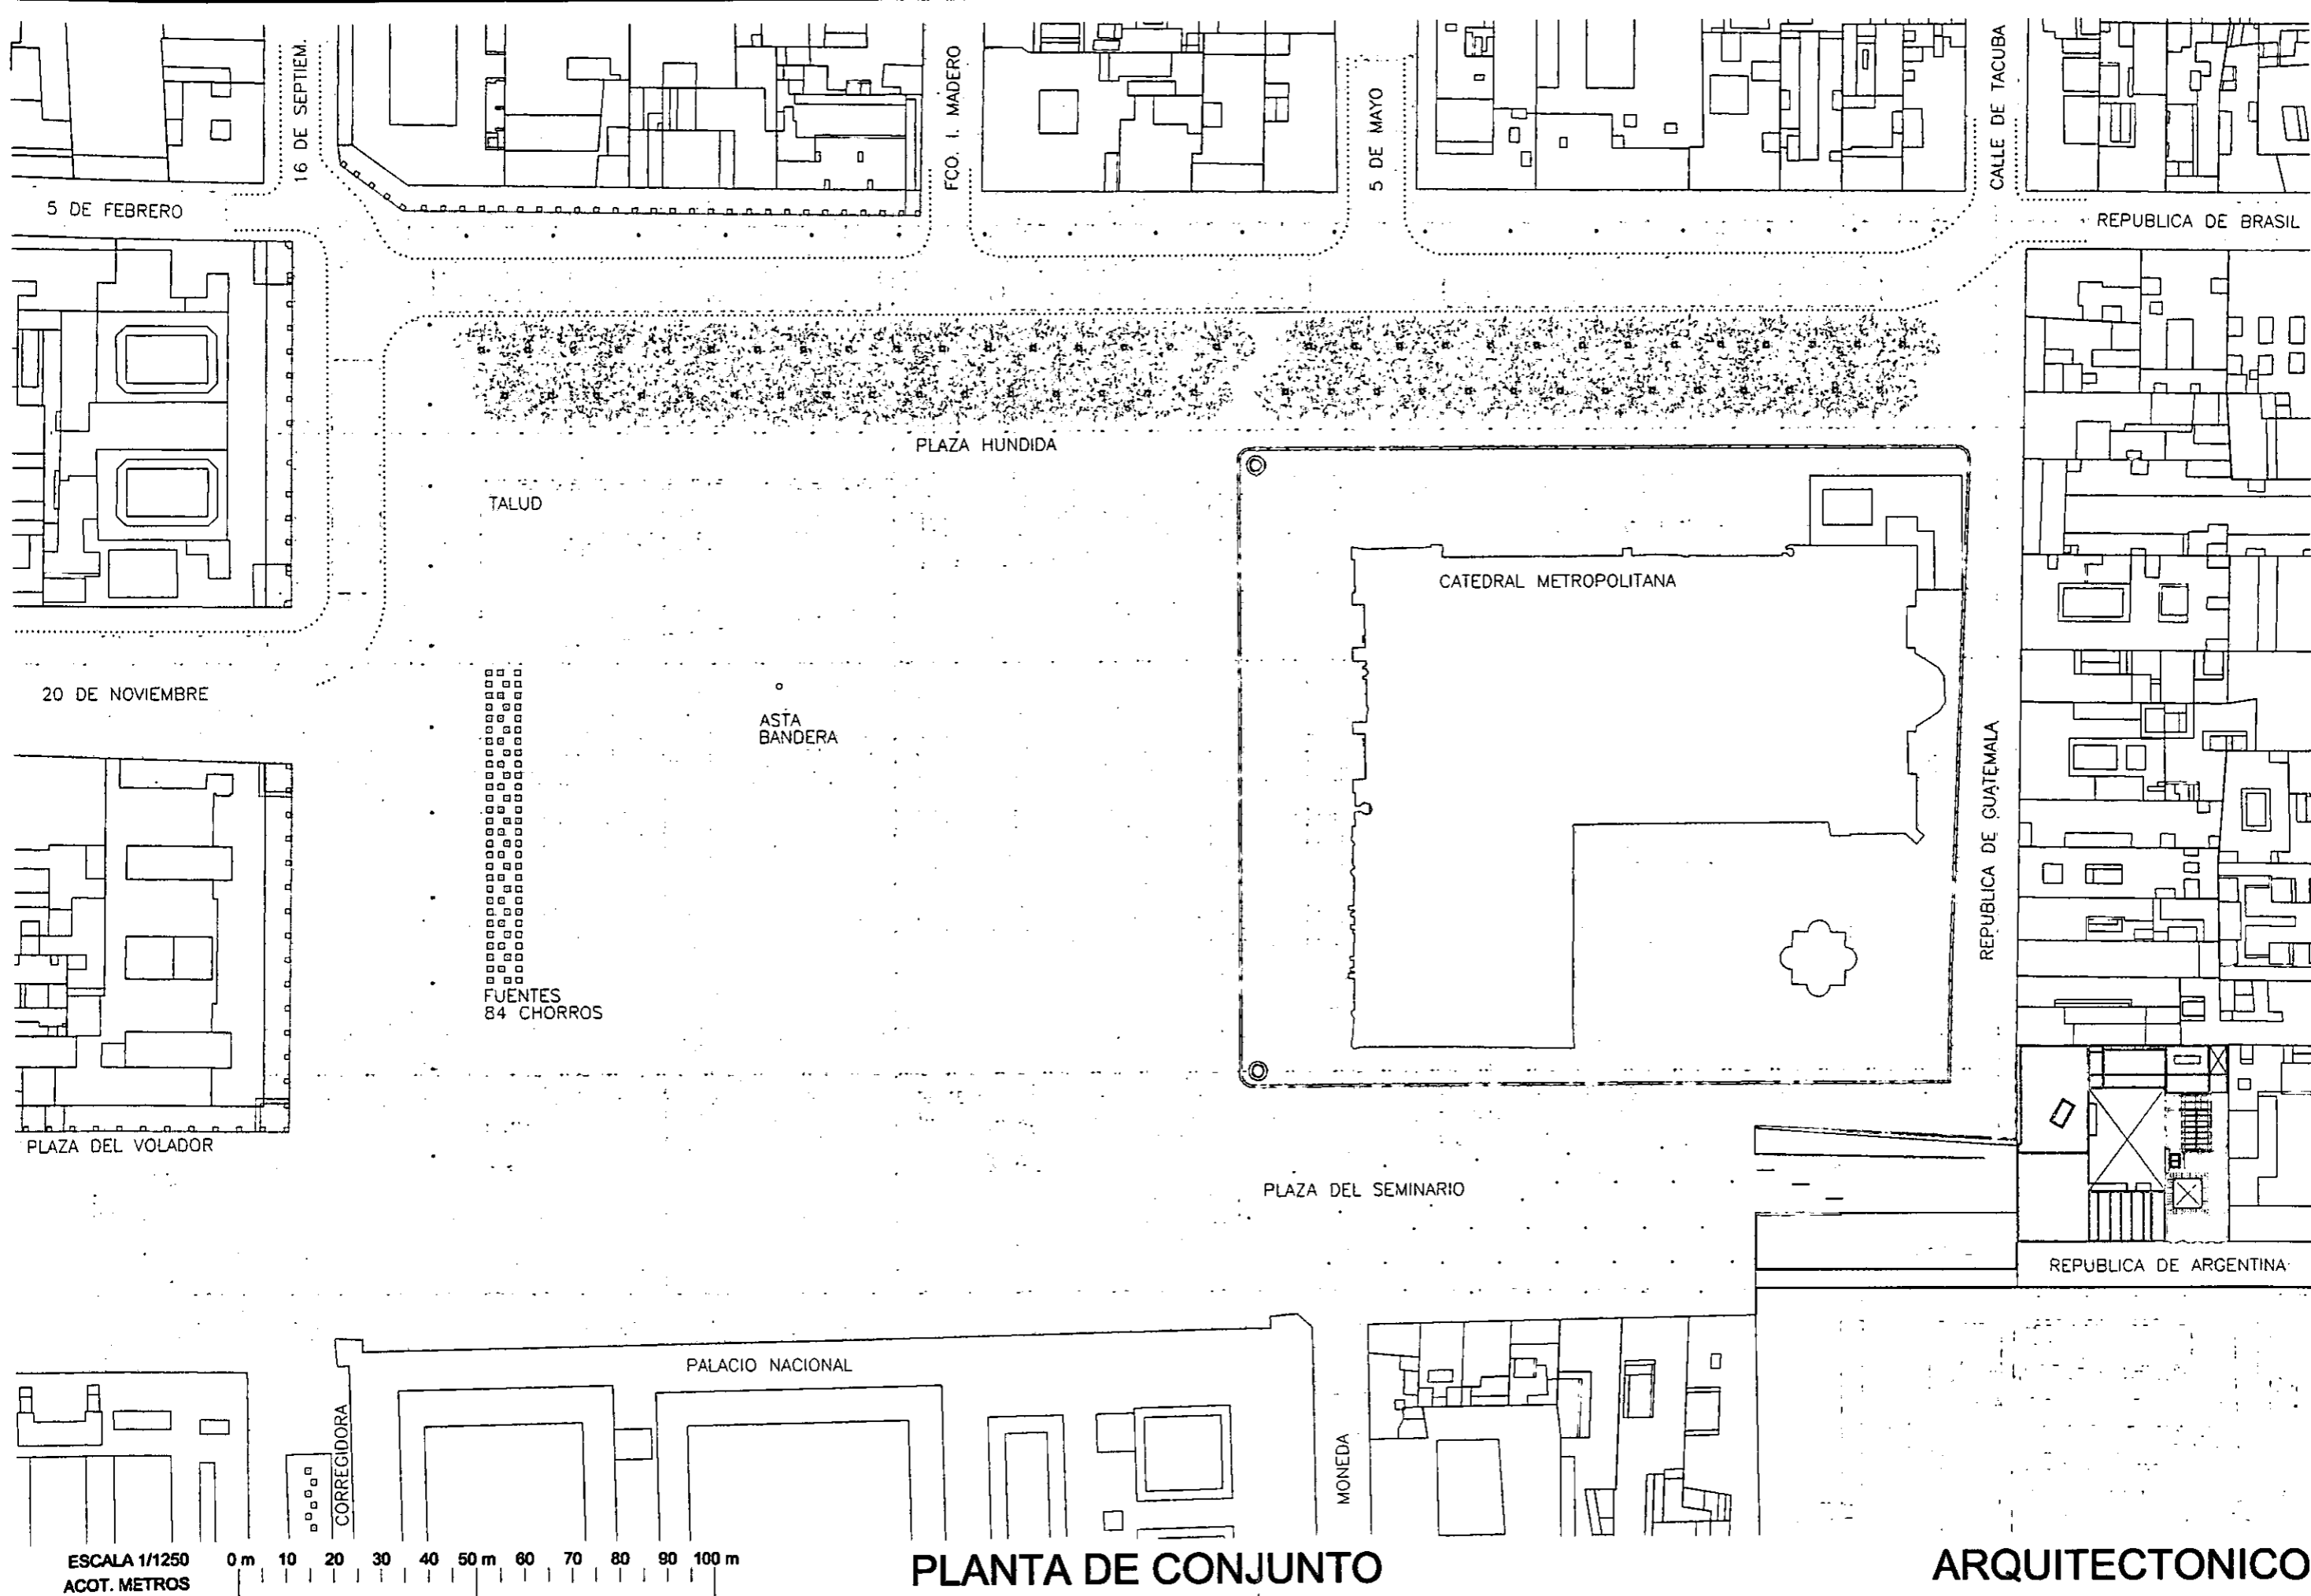 16 DE SEPTIEM.
FCO. I. MADERO
5 DE MAYO
CALLE DE TACUBA
5 DE FEBRERO
REPUBLICA DE BRASIL
PLAZA HUNDIDA
TALUD
CATEDRAL METROPOLITANA
20 DE NOVIEMBRE
ASTA
BANDERA
REPUBLICA DE GUATEMALA
FUENTES
84 CHORROS
PLAZA DEL VOLADOR
PLAZA DEL SEMINARIO
REPUBLICA DE ARGENTINA
PALACIO NACIONAL
CORREGIDORA
MONEDA
ESCALA 1/1250
ACOT. METROS
0 m 10 20 30 40 50 m 60 70 80 90 100 m
PLANTA DE CONJUNTO
ARQUITECTONICO